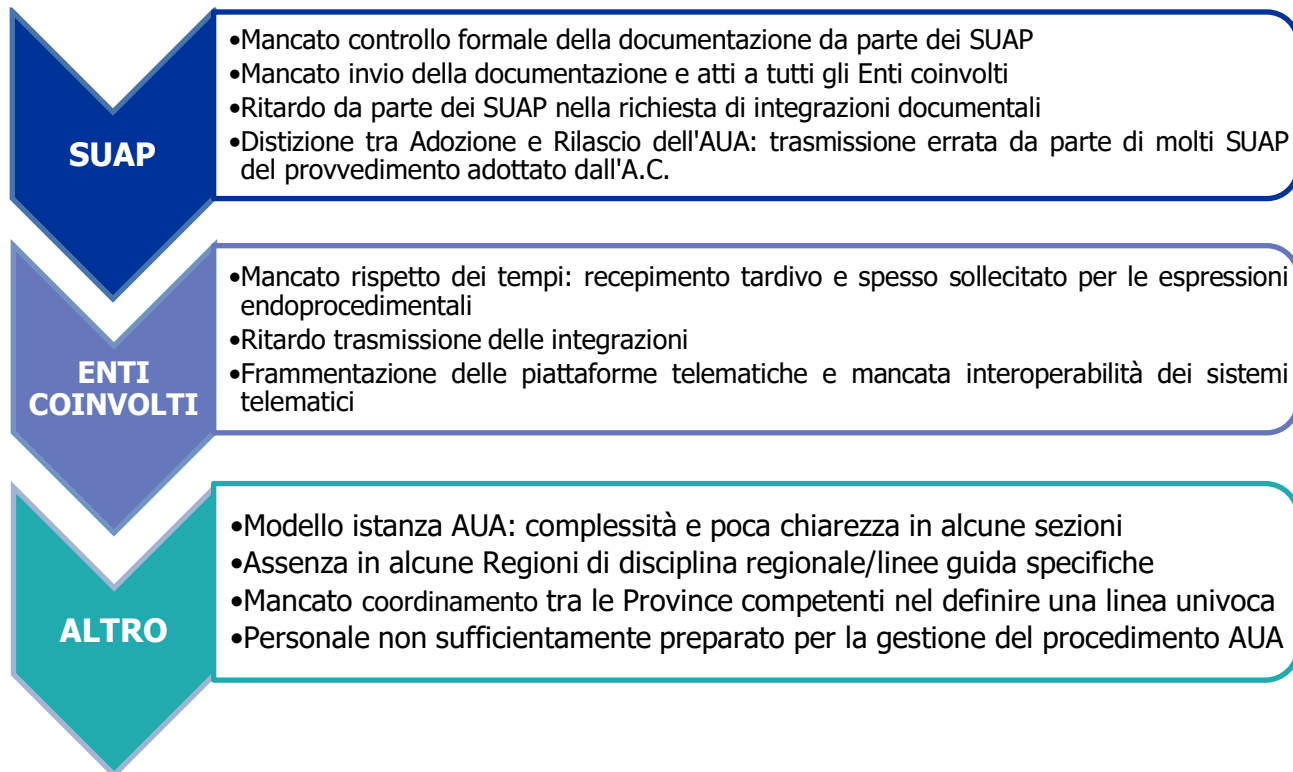 SUAP
•Mancato controllo formale della documentazione da parte dei SUAP
•Mancato invio della documentazione e atti a tutti gli Enti coinvolti
•Ritardo da parte dei SUAP nella richiesta di integrazioni documentali
•Distizione tra Adozione e Rilascio dell'AUA: trasmissione errata da parte di molti SUAP
del provvedimento adottato dall'A.C.
ENTI
COINVOLTI
•Mancato rispetto dei tempi: recepimento tardivo e spesso sollecitato per le espressioni
endoprocedimentali
•Ritardo trasmissione delle integrazioni
•Frammentazione delle piattaforme telematiche e mancata interoperabilità dei sistemi
telematici
ALTRO
•Modello istanza AUA: complessità e poca chiarezza in alcune sezioni
•Assenza in alcune Regioni di disciplina regionale/linee guida specifiche
•Mancato coordinamento tra le Province competenti nel definire una linea univoca
•Personale non sufficientemente preparato per la gestione del procedimento AUA